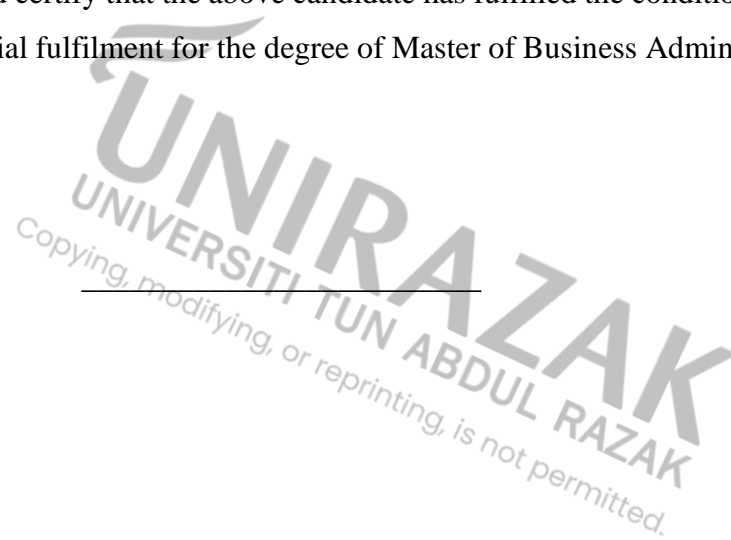 d certify that the above candidate has fulfilled the conditio
ial fulfilment for the degree of Master of Business Admin
UNIRAZAK
UNIVERSITI TUN ABDUL RAZAK
Copying, modifying, or reprinting, is not permitted.